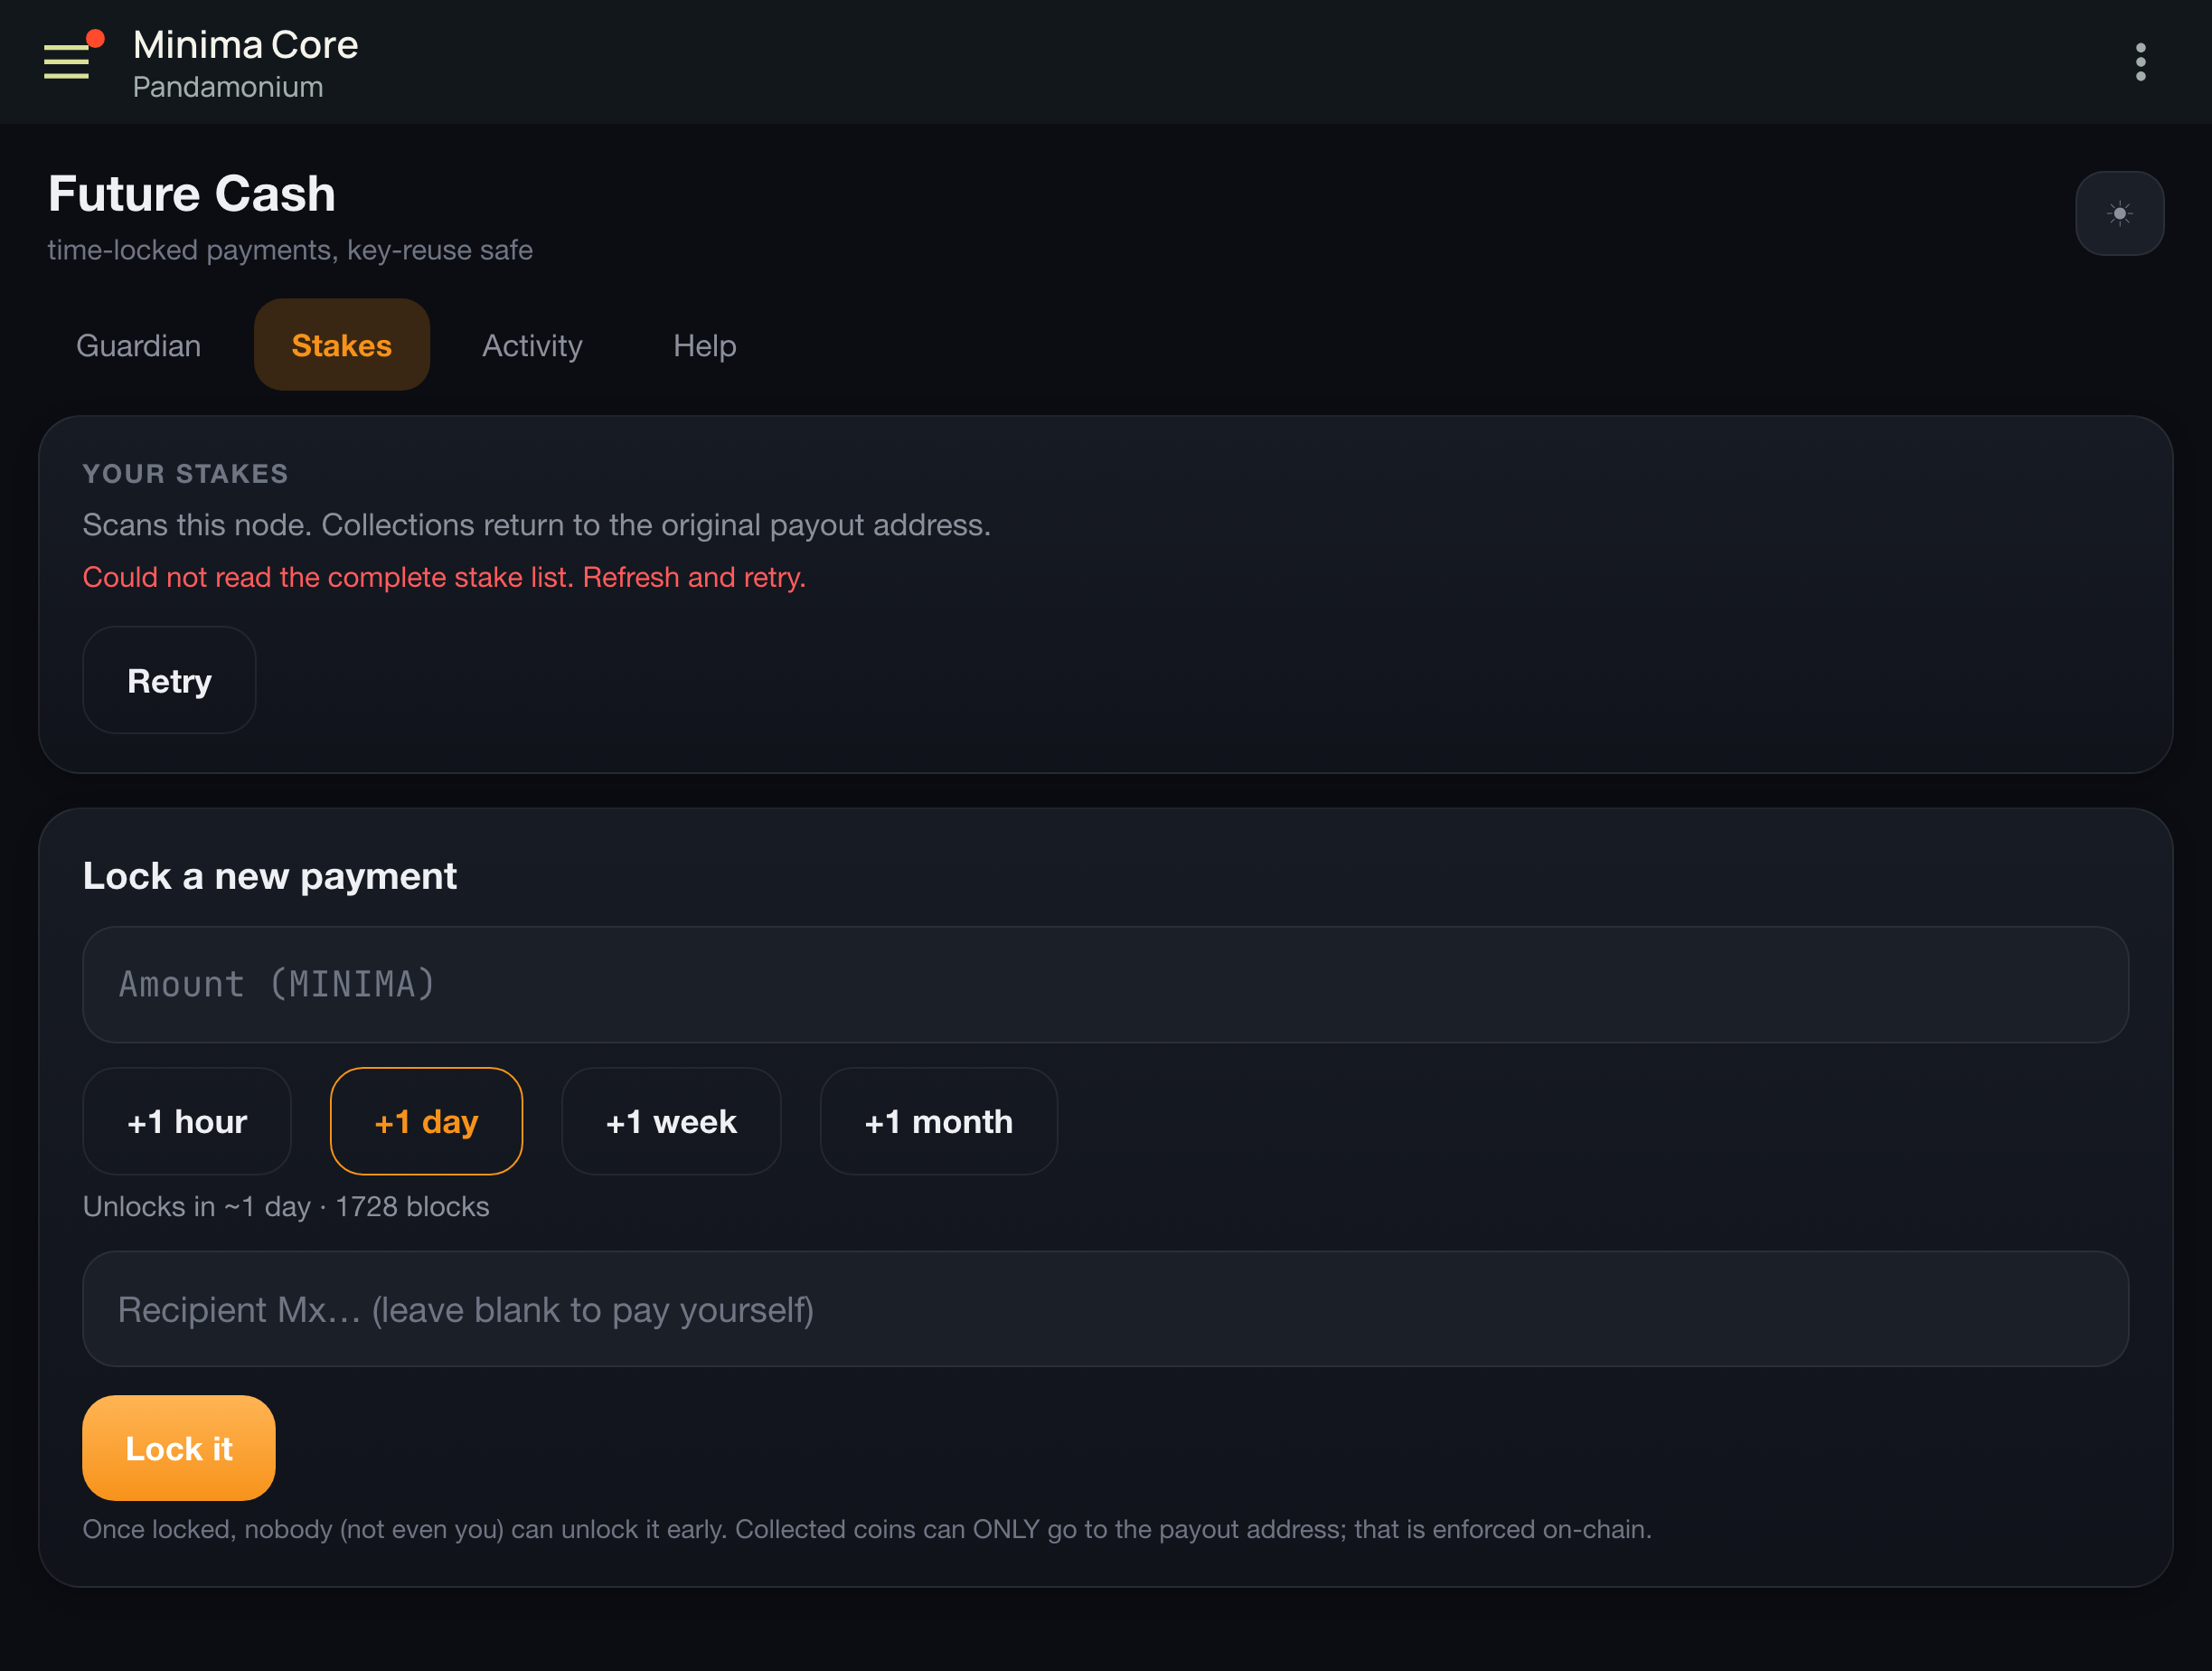 Minima Core
Pandamonium
Future Cash
time-locked payments, key-reuse safe
Guardian
Stakes
Activity
Help
YOUR STAKES
Scans this node. Collections return to the original payout address.
Could not read the complete stake list. Refresh and retry.
Retry
Lock a new payment
Amount (MINIMA)
+1 hour
+1 day
+1 week
+1 month
Unlocks in ~1 day · 1728 blocks
Recipient Mx… (leave blank to pay yourself)
Lock it
Once locked, nobody (not even you) can unlock it early. Collected coins can ONLY go to the payout address; that is enforced on-chain.